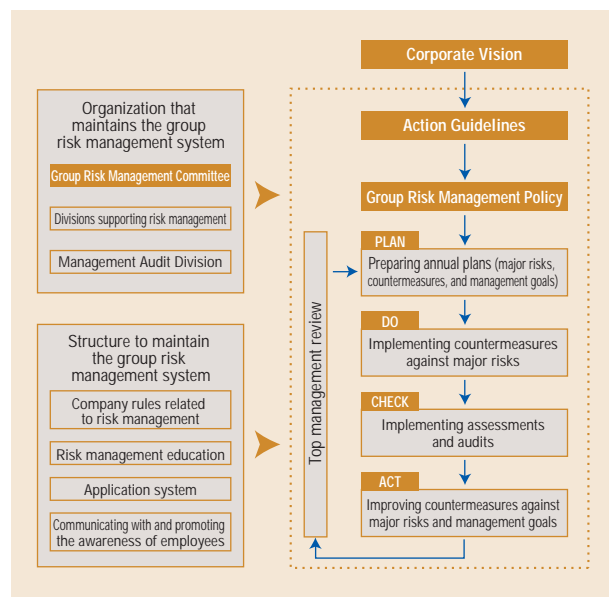 Organization that
maintains the group
risk management system
Group Risk Management Committee
Divisions supporting risk management
Management Audit Division
Structure to maintain
the group risk
management system
Company rules related
to risk management
Risk management education
Application system
Communicating with and promoting
the awareness of employees
Corporate Vision
Action Guidelines
Group Risk Management Policy
Top management review
PLAN
Preparing annual plans (major risks,
countermeasures, and management goals)
DO
Implementing countermeasures
against major risks
CHECK
Implementing assessments
and audits
ACT
Improving countermeasures against
major risks and management goals